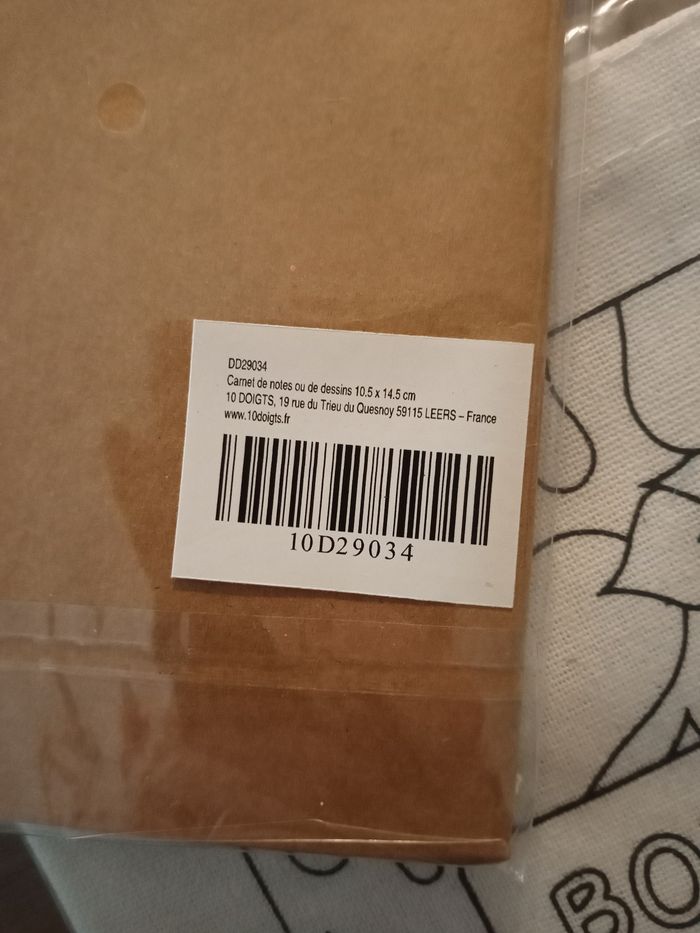 DD29034
Carnet de notes ou de dessins 10.5 x 14.5 cm
10 DOIGTS, 19 rue du Trieu du Quesnoy 59115 LEERS – France
www.10doigts.fr
10D29034
BO